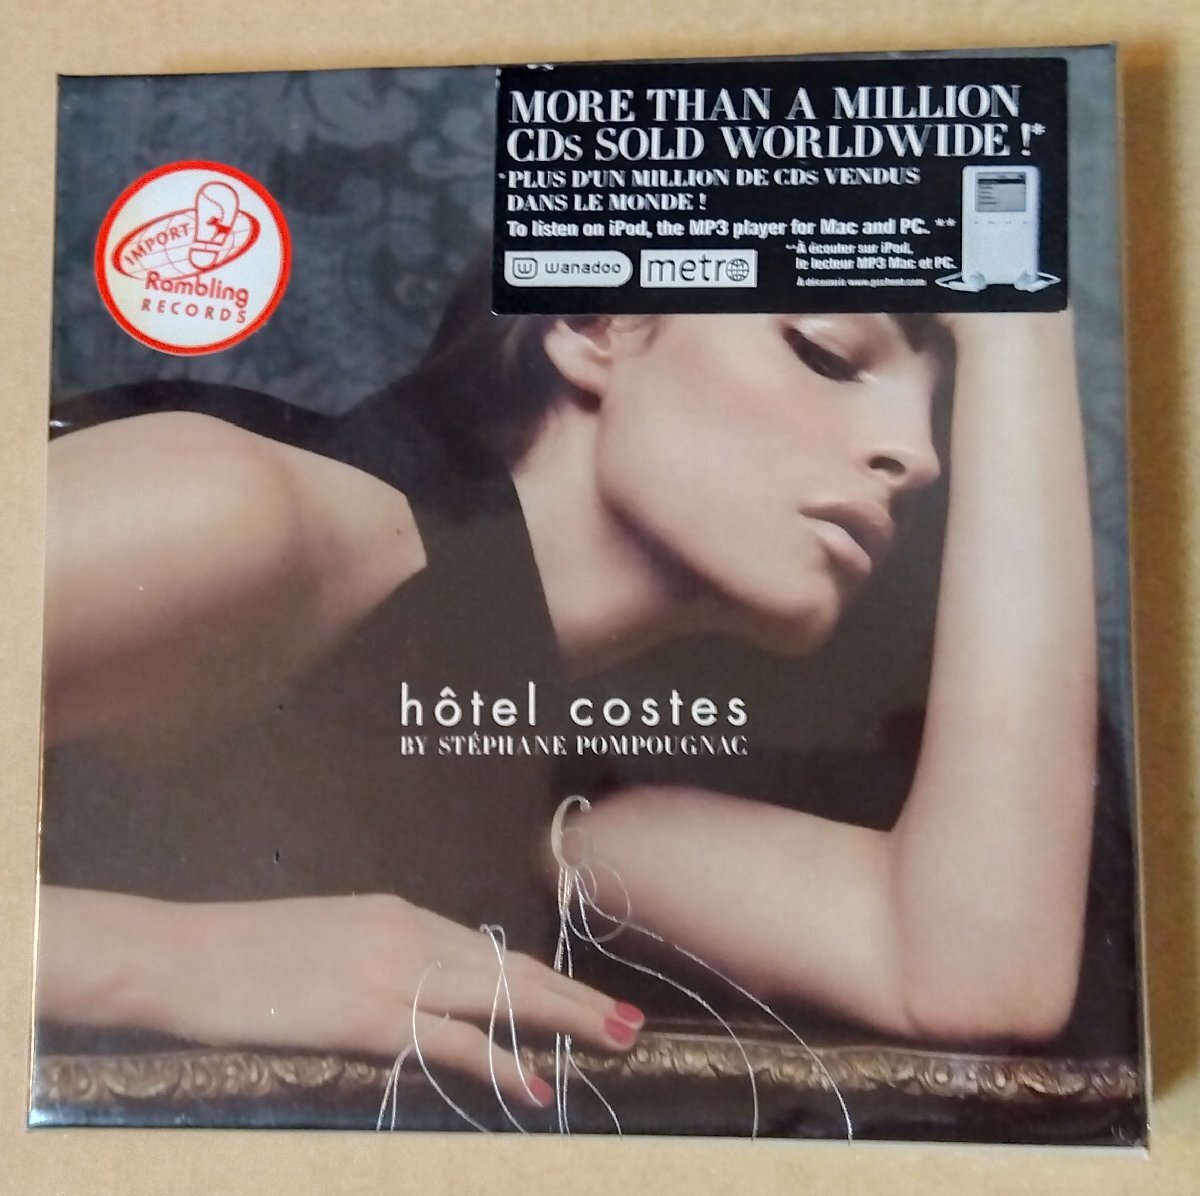 MORE THAN A MILLION
CDs SOLD WORLDWIDE !*
*PLUS D'UN MILLION DE CDs VENDUS
DANS LE MONDE !
To listen on iPod, the MP3 player for Mac and PC. **
**À écouter sur iPod,
le lecteur MP3 Mac et PC.
wanadoo
metro
IMPORT
Rambling
RECORDS
hôtel costes
BY STÉPHANE POMPOUGNAC
6